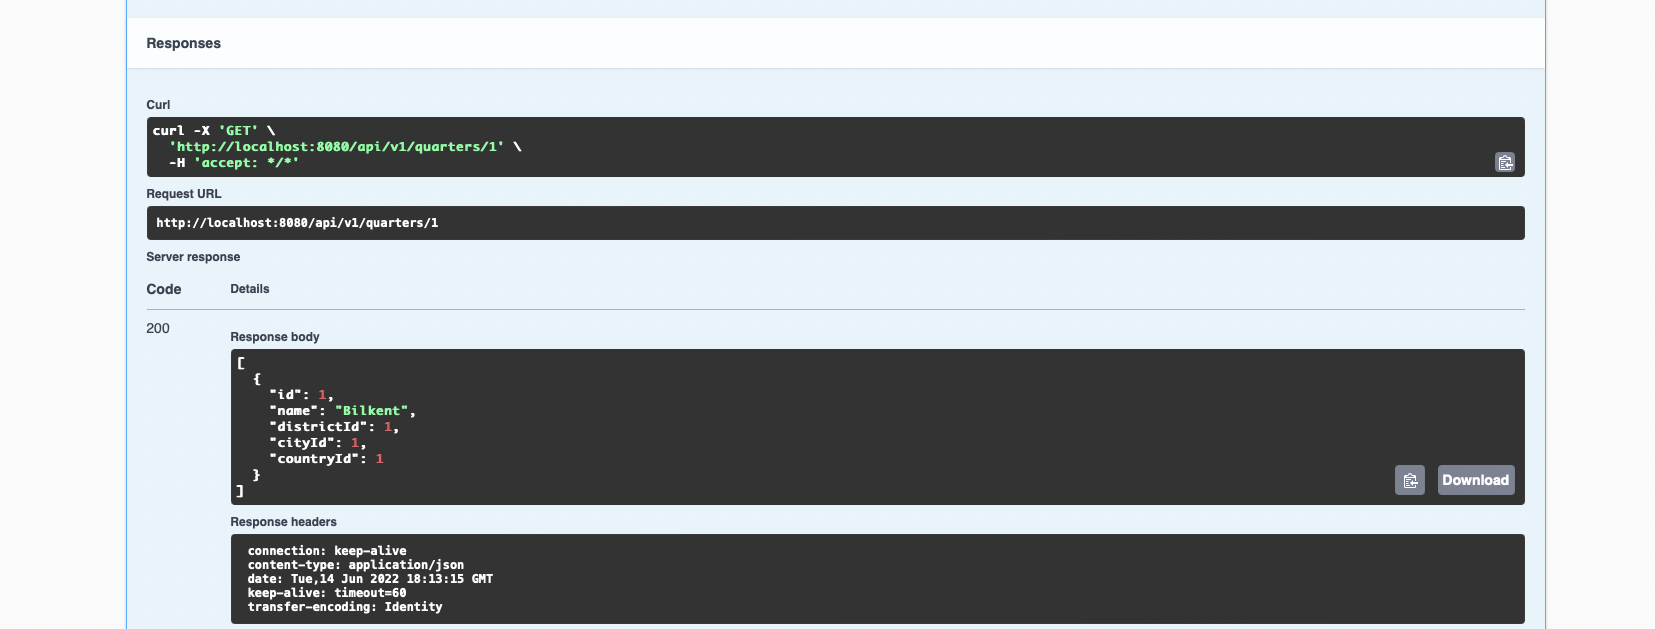 Responses
Curl
curl -X 'GET' \
  'http://localhost:8080/api/v1/quarters/1' \
  -H 'accept: */*'
Request URL
http://localhost:8080/api/v1/quarters/1
Server response
Code Details
200
Response body
[
  {
    "id": 1,
    "name": "Bilkent",
    "districtId": 1,
    "cityId": 1,
    "countryId": 1
  }
]
Download
Response headers
connection: keep-alive
content-type: application/json
date: Tue,14 Jun 2022 18:13:15 GMT
keep-alive: timeout=60
transfer-encoding: Identity